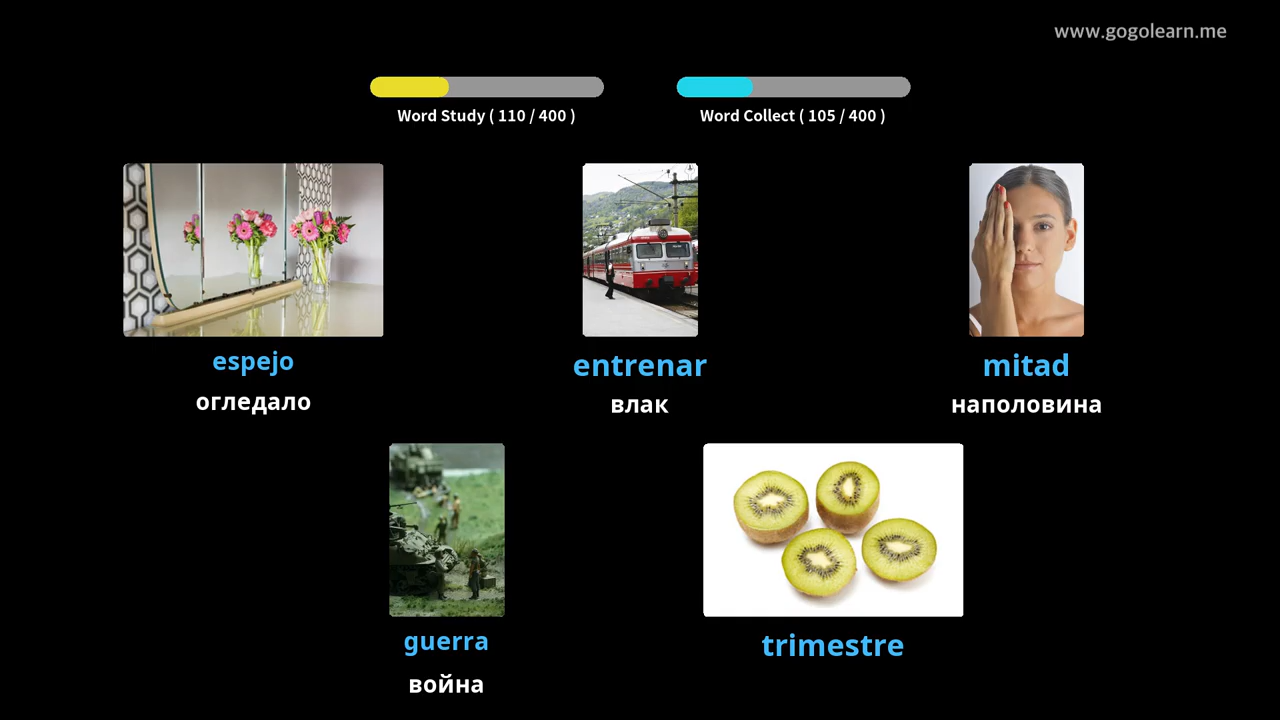 www.gogolearn.me
Word Study ( 110 / 400 )
Word Collect ( 105 / 400 )
espejo
огледало
entrenar
влак
mitad
наполовина
guerra
война
trimestre